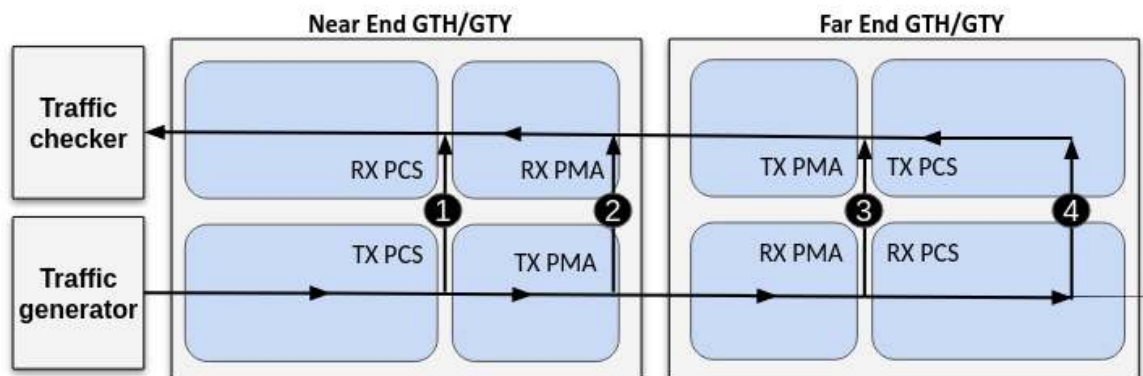 Near End GTH/GTY
Far End GTH/GTY
Traffic
checker
RX PCS
RX PMA
TX PMA
TX PCS
1
2
3
4
Traffic
generator
TX PCS
TX PMA
RX PMA
RX PCS